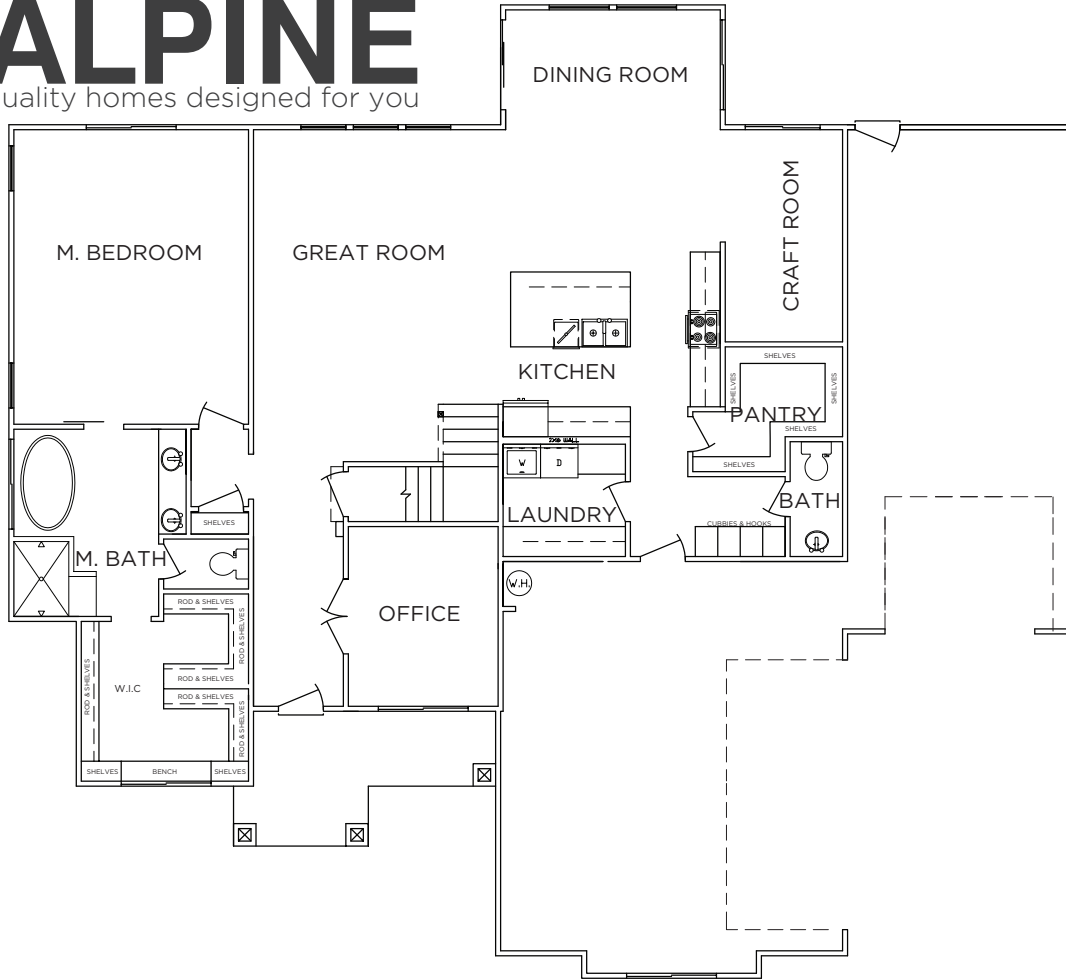 ALPINE
uality homes designed for you
DINING ROOM
M. BEDROOM
GREAT ROOM
CRAFT ROOM
KITCHEN
SHELVES
SHELVES
SHELVES
PANTRY
SHELVES
SHELVES
2X6 WALL
W
D
LAUNDRY
BATH
CUBBIES & HOOKS
SHELVES
M. BATH
W.H.
OFFICE
ROD & SHELVES
ROD & SHELVES
ROD & SHELVES
ROD & SHELVES
W.I.C
ROD & SHELVES
ROD & SHELVES
SHELVES
BENCH
SHELVES